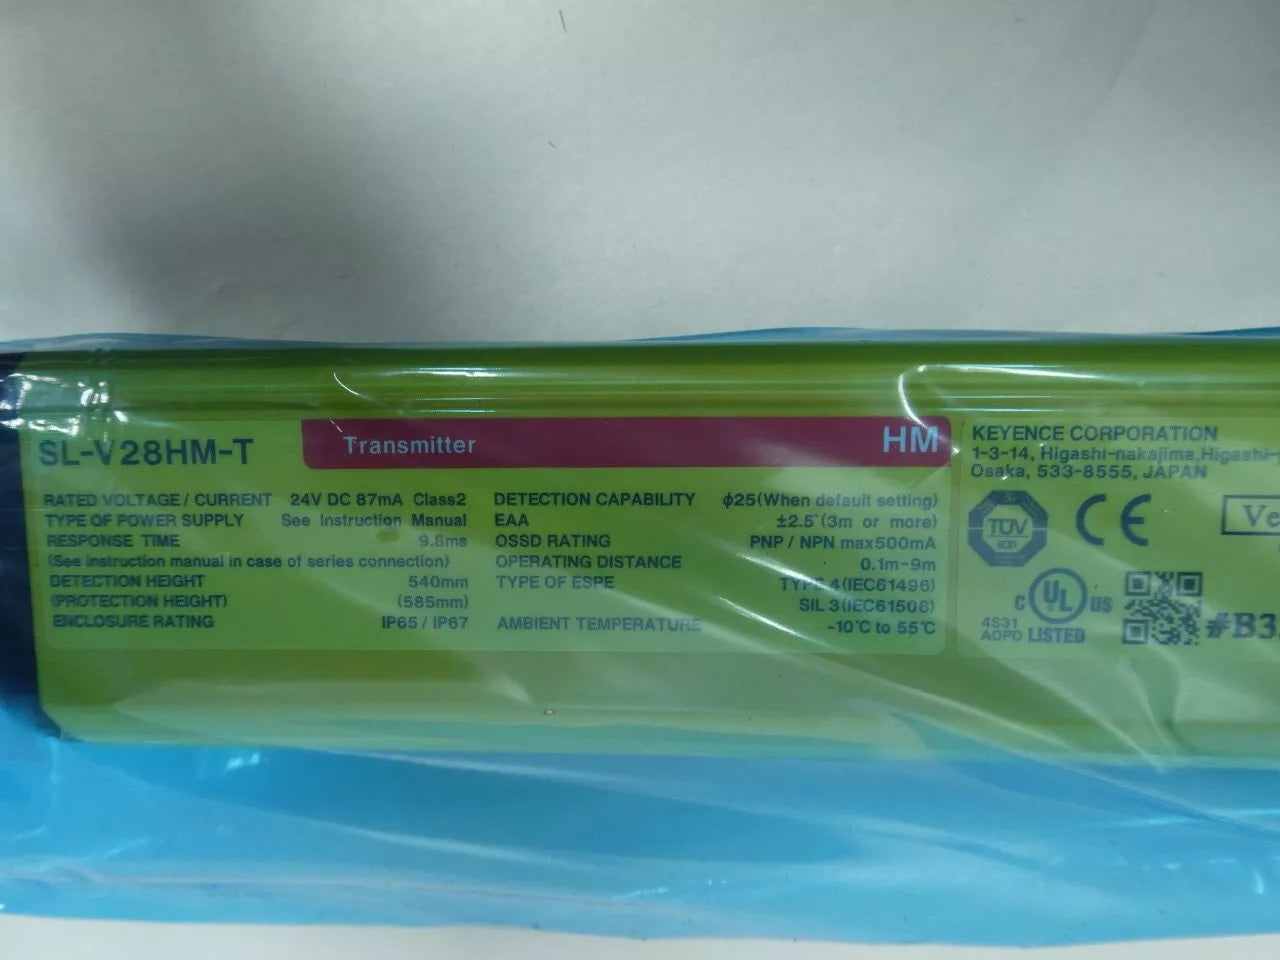 SL-V28HM-T Transmitter HM
RATED VOLTAGE / CURRENT 24V DC 87mA Class2
TYPE OF POWER SUPPLY See Instruction Manual
RESPONSE TIME 9.8ms
(See instruction manual in case of series connection)
DETECTION HEIGHT 540mm
(PROTECTION HEIGHT) (585mm)
ENCLOSURE RATING IP65 / IP67
DETECTION CAPABILITY ϕ25(When default setting)
EAA ±2.5°(3m or more)
OSSD RATING PNP / NPN max500mA
OPERATING DISTANCE 0.1m-9m
TYPE OF ESPE TYPE 4(IEC61496)
SIL 3(IEC61508)
AMBIENT TEMPERATURE -10℃ to 55℃
KEYENCE CORPORATION
1-3-14, Higashi-nakajima, Higashi-
Osaka, 533-8555, JAPAN
TÜV CE Ve
C UL US
4S31
AOPD LISTED
#B3